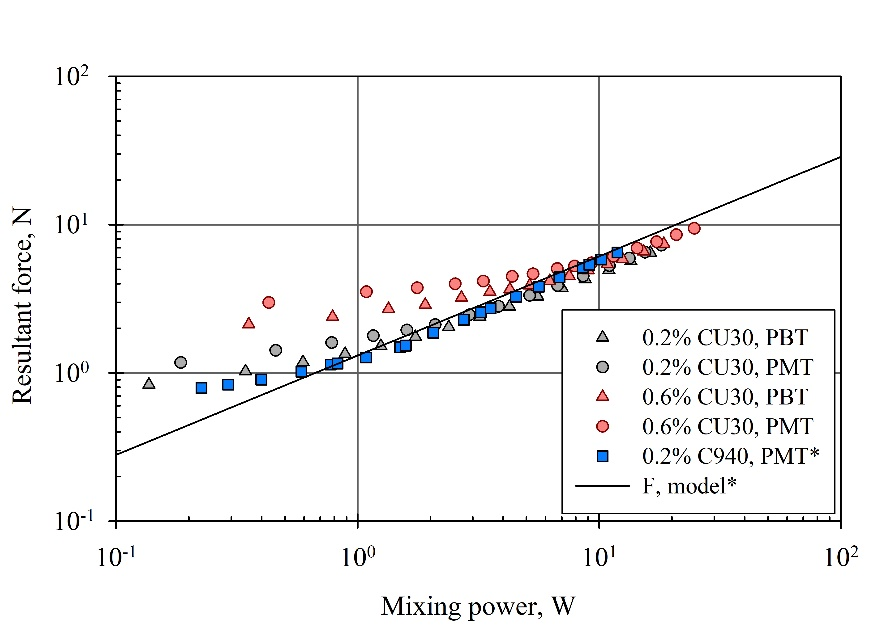 10²
10¹
10⁰
10⁻¹
Resultant force, N
0.2% CU30, PBT
0.2% CU30, PMT
0.6% CU30, PBT
0.6% CU30, PMT
0.2% C940, PMT*
F, model*
10⁻¹ 10⁰ 10¹ 10²
Mixing power, W